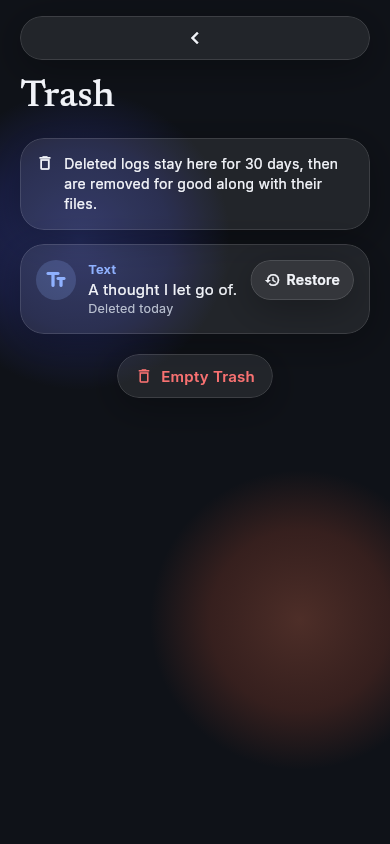 Trash
Deleted logs stay here for 30 days, then
are removed for good along with their
files.
Text
A thought I let go of.
Deleted today
Restore
Empty Trash